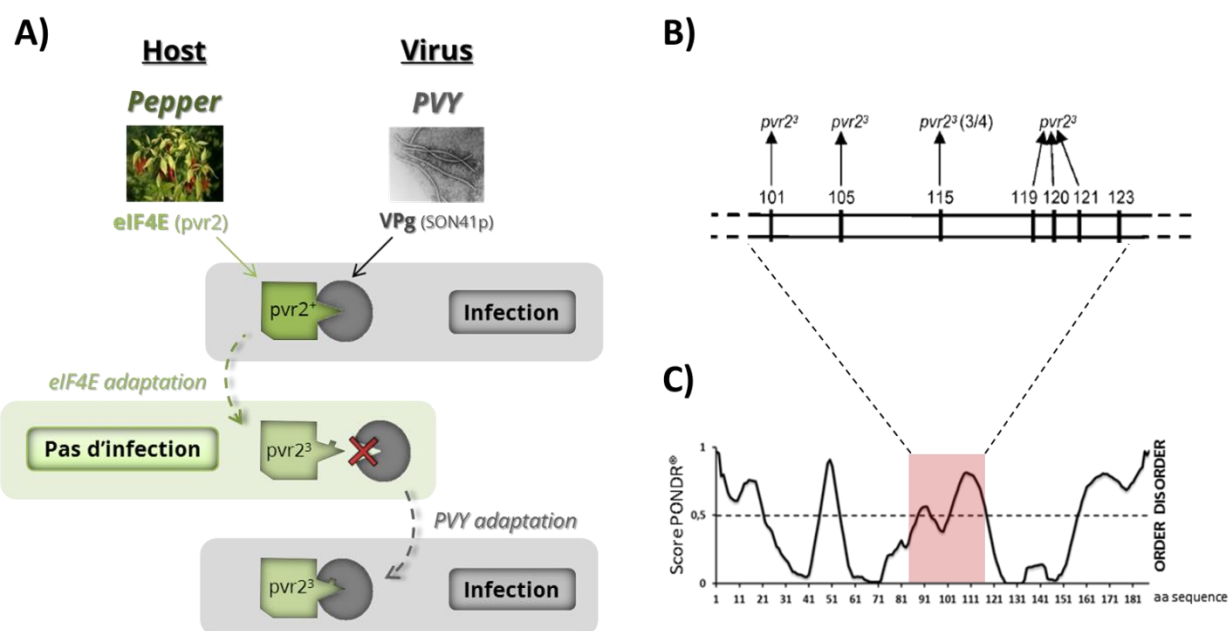 A)
Host
Virus
Pepper
PVY
eIF4E (pvr2)
VPg (SON41p)
pvr2⁺
Infection
eIF4E adaptation
Pas d’infection
pvr2³
PVY adaptation
pvr2³
Infection
B)
pvr2³ pvr2³ pvr2³ (3/4) pvr2³
101 105 115 119 120 121 123
C)
Score PONDR®
1
0,5
0
ORDER DISORDER
1 11 21 31 41 51 61 71 81 91 101 111 121 131 141 151 161 171 181 aa sequence